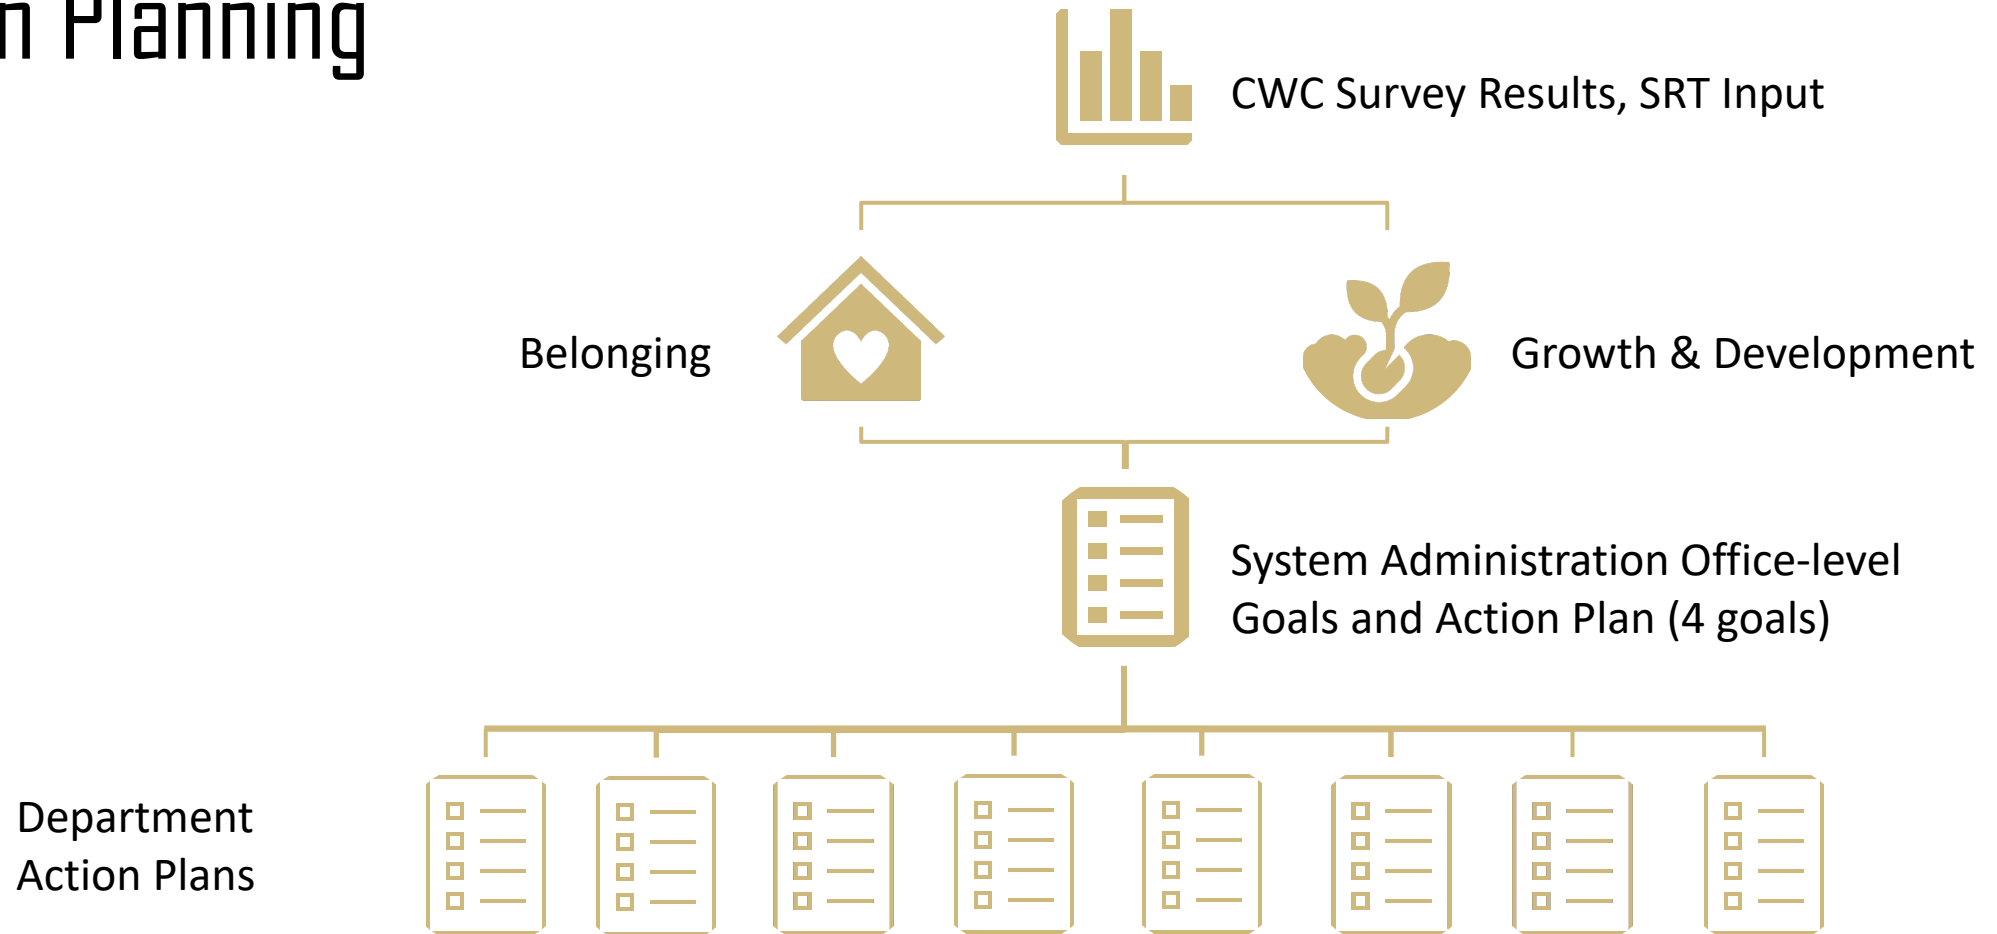 n Planning
CWC Survey Results, SRT Input
Belonging
Growth & Development
System Administration Office-level
Goals and Action Plan (4 goals)
Department
Action Plans